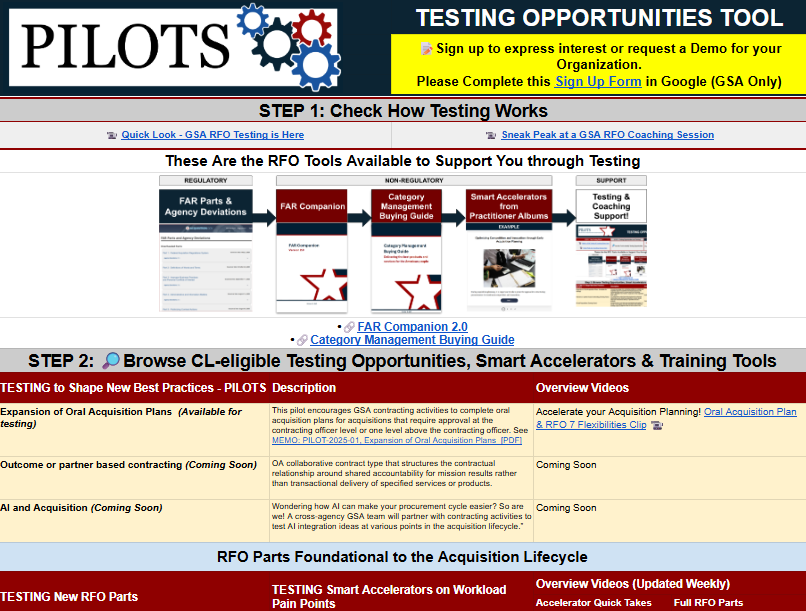 PILOTS
TESTING OPPORTUNITIES TOOL
Sign up to express interest or request a Demo for your
Organization.
Please Complete this Sign Up Form in Google (GSA Only)
STEP 1: Check How Testing Works
Quick Look - GSA RFO Testing is Here
Sneak Peak at a GSA RFO Coaching Session
These Are the RFO Tools Available to Support You through Testing
REGULATORY
NON-REGULATORY
SUPPORT
FAR Parts &
Agency Deviations
FAR Companion
Category
Management
Buying Guide
Smart Accelerators
from
Practitioner Albums
Testing &
Coaching
Support!
EXAMPLE
FAR Companion
Category Management
Buying Guide
PILOTS
• FAR Companion 2.0
• Category Management Buying Guide
STEP 2: Browse CL-eligible Testing Opportunities, Smart Accelerators & Training Tools
TESTING to Shape New Best Practices - PILOTS
Description
Overview Videos
Expansion of Oral Acquisition Plans (Available for
testing)
This pilot encourages GSA contracting activities to complete oral
acquisition plans for acquisitions that require approval at the
contracting officer level or one level above the contracting officer. See
MEMO: PILOT-2025-01, Expansion of Oral Acquisition Plans [PDF]
Accelerate your Acquisition Planning! Oral Acquisition Plan
& RFO 7 Flexibilities Clip
Outcome or partner based contracting (Coming Soon)
OA collaborative contract type that structures the contractual
relationship around shared accountability for mission results rather
than transactional delivery of specified services or products.
Coming Soon
AI and Acquisition (Coming Soon)
Wondering how AI can make your procurement cycle easier? So are
we! A cross-agency GSA team will partner with contracting activities to
test AI integration ideas at various points in the acquisition lifecycle."
Coming Soon
RFO Parts Foundational to the Acquisition Lifecycle
TESTING New RFO Parts
TESTING Smart Accelerators on Workload
Pain Points
Overview Videos (Updated Weekly)
Accelerator Quick Takes
Full RFO Parts